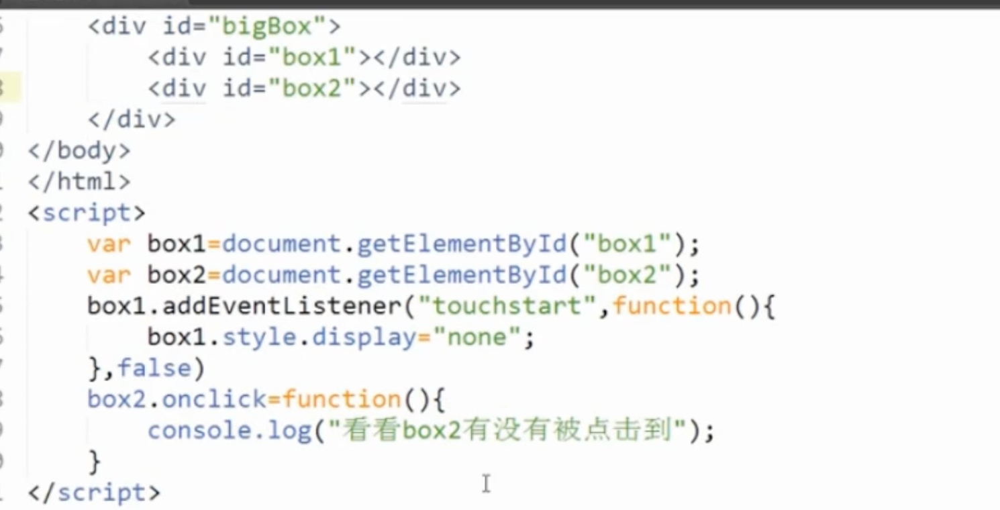 <div id="bigBox">
<div id="box1"></div>
<div id="box2"></div>
</div>
</body>
</html>
<script>
var box1=document.getElementById("box1");
var box2=document.getElementById("box2");
box1.addEventListener("touchstart",function(){
box1.style.display="none";
},false)
box2.onclick=function(){
console.log("看看box2有没有被点击到");
}
</script>